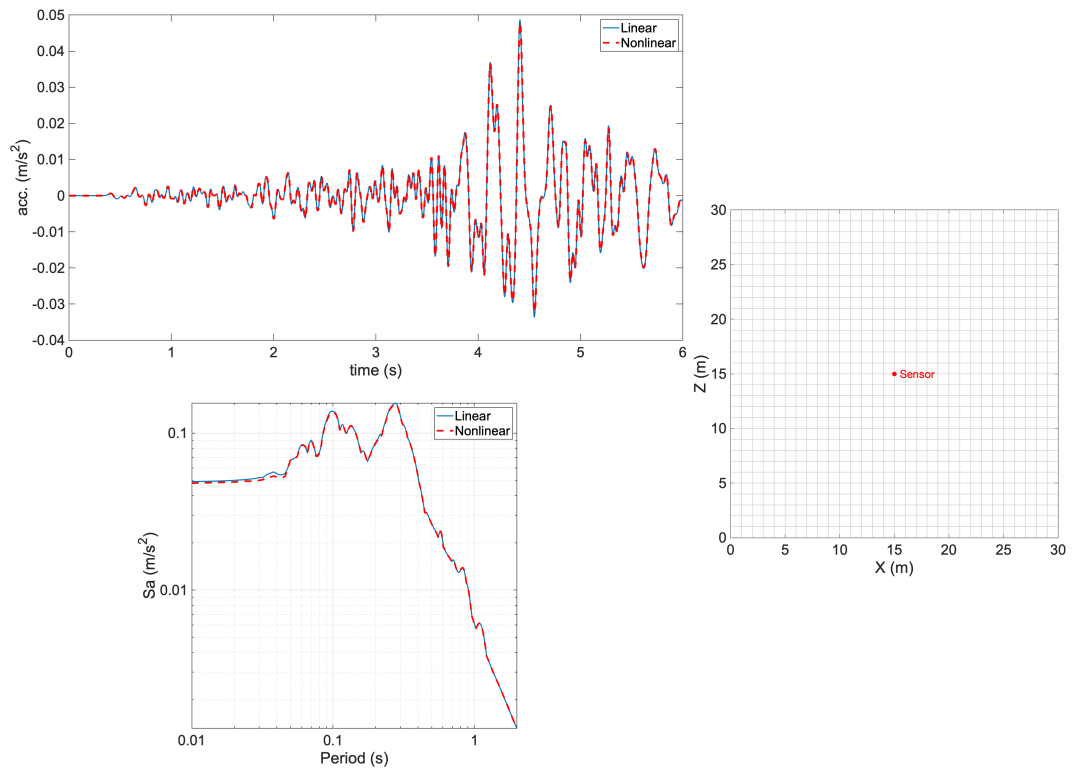 0.05
0.04
0.03
0.02
0.01
0
-0.01
-0.02
-0.03
-0.04
acc. (m/s²)
Linear
Nonlinear
0 1 2 3 4 5 6
time (s)
30
25
20
15
10
5
0
Z (m)
Sensor
0 5 10 15 20 25 30
X (m)
0.1
0.01
Sa (m/s²)
Linear
Nonlinear
0.01 0.1 1
Period (s)